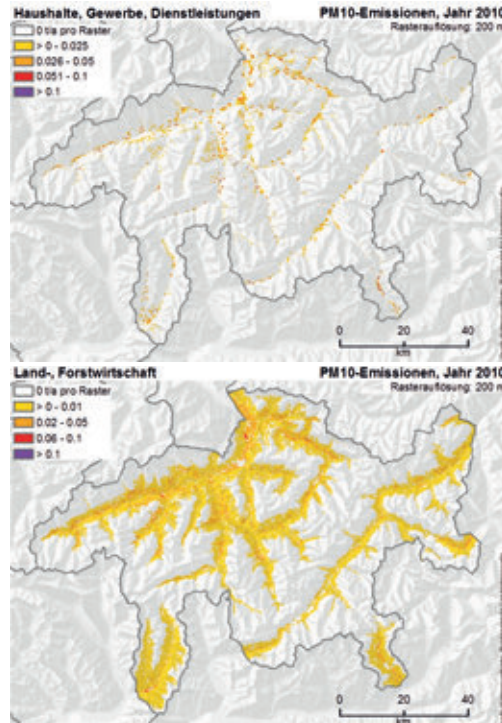 Haushalte, Gewerbe, Dienstleistungen PM10-Emissionen, Jahr 2010
0 t/a pro Raster Rasterauflösung: 200 m
> 0 - 0.025
0.026 - 0.05
0.051 - 0.1
> 0.1
0 20 40
km
Land-, Forstwirtschaft PM10-Emissionen, Jahr 2010
0 t/a pro Raster Rasterauflösung: 200 m
> 0 - 0.01
0.02 - 0.05
0.06 - 0.1
> 0.1
0 20 40
km